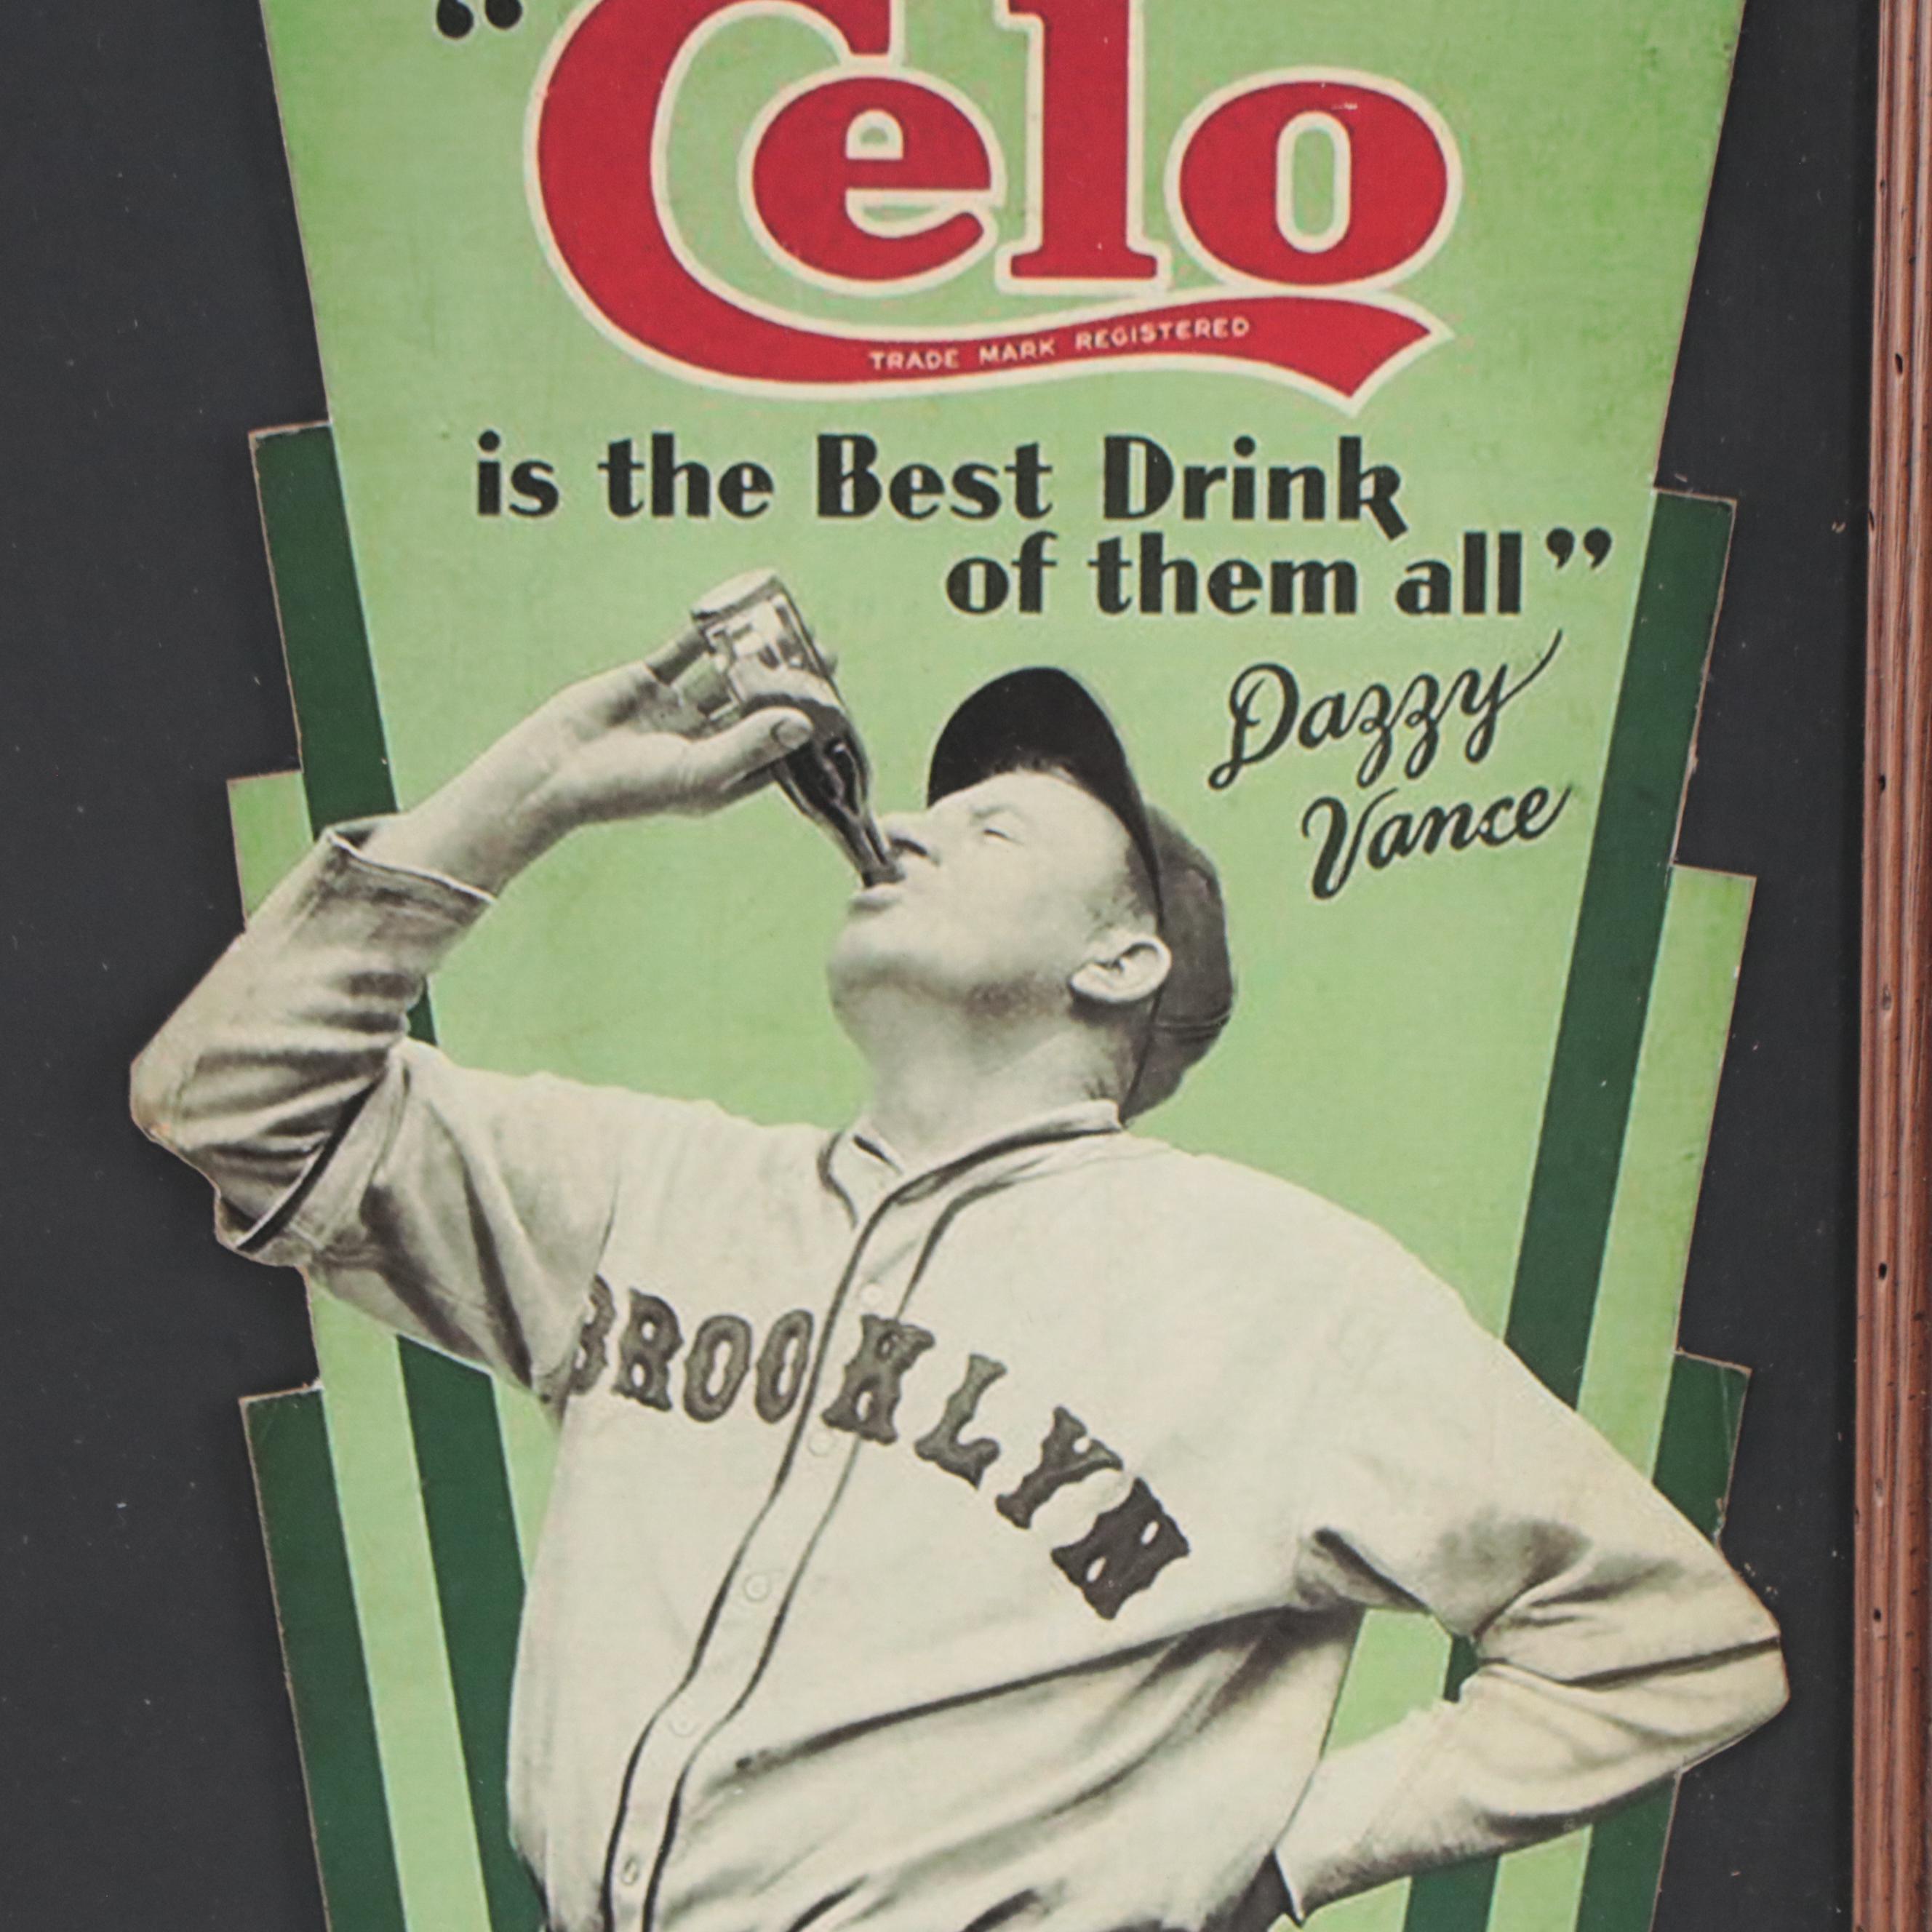 “Celo
TRADE MARK REGISTERED
is the Best Drink
of them all”
Dazzy
Vance
BROOKLYN